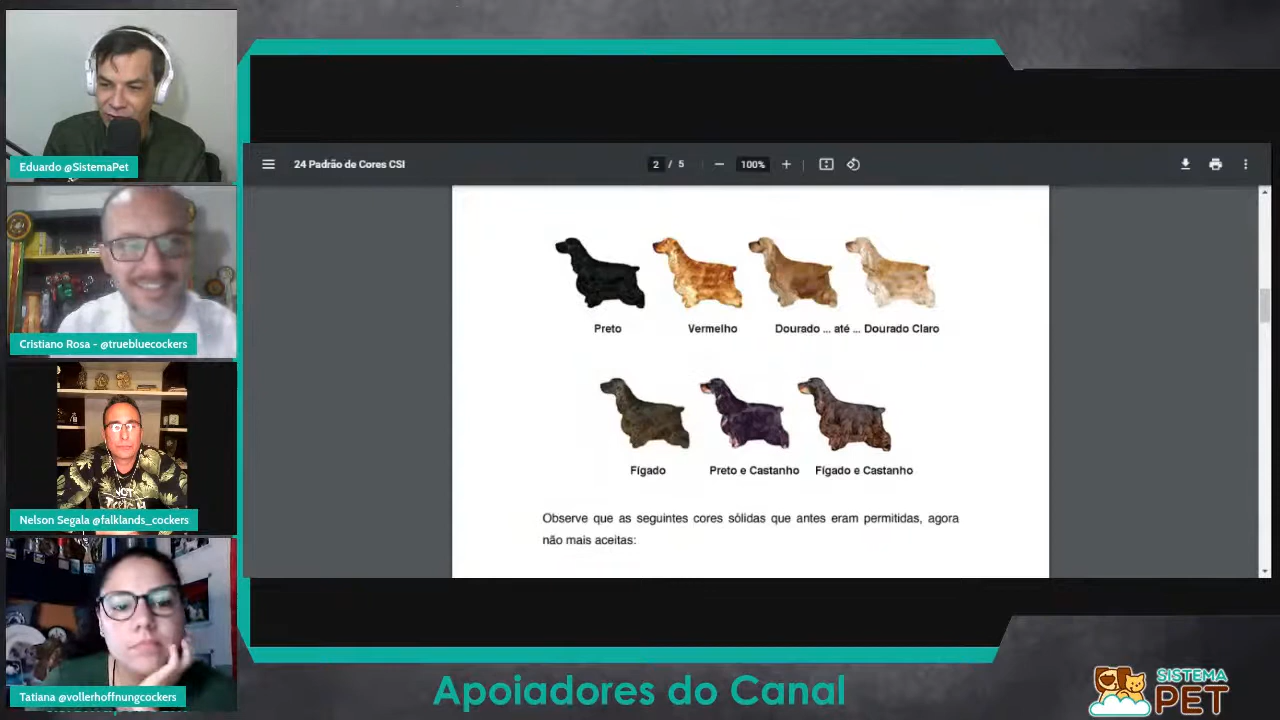 Eduardo @SistemaPet
Cristiano Rosa - @truebluecockers
Nelson Segala @falklands_cockers
Tatiana @vollerhoffnungcockers
24 Padrão de Cores CSI
2 / 5
100%
Preto
Vermelho
Dourado ... até ... Dourado Claro
Fígado
Preto e Castanho
Fígado e Castanho
Observe que as seguintes cores sólidas que antes eram permitidas, agora
não mais aceitas:
Apoiadores do Canal
SISTEMA
PET